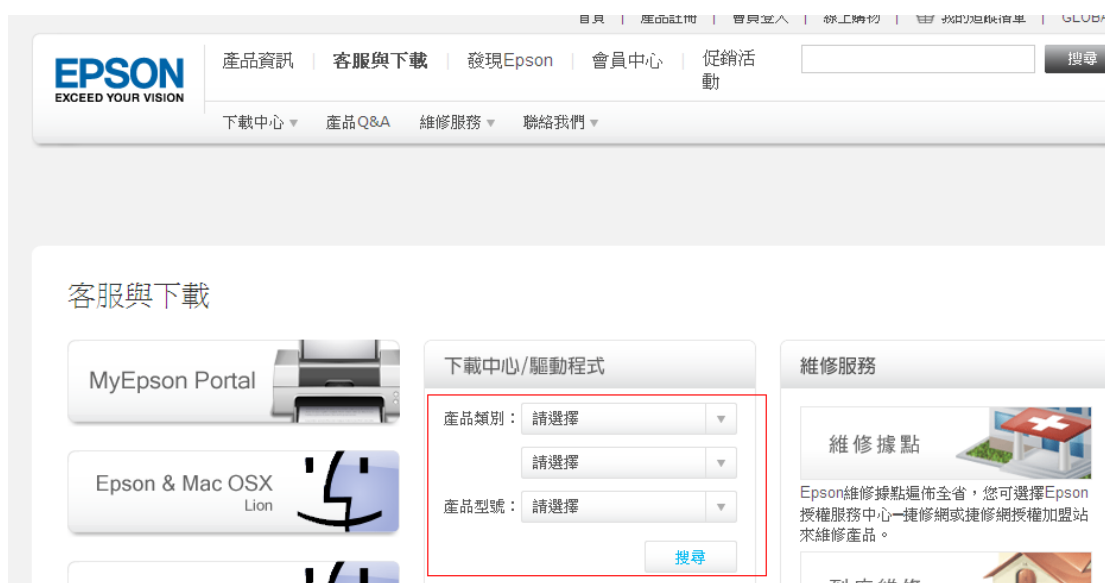 首頁 | 產品註冊 | 會員登入 | 線上購物 | 我的追蹤清單 | GLOBA
EPSON
EXCEED YOUR VISION
產品資訊 | 客服與下載 | 發現Epson | 會員中心 | 促銷活動
搜尋
下載中心 產品Q&A 維修服務 聯絡我們
客服與下載
MyEpson Portal
Epson & Mac OSX
Lion
下載中心/驅動程式
產品類別： 請選擇
請選擇
產品型號： 請選擇
搜尋
維修服務
維修據點
Epson維修據點遍佈全省，您可選擇Epson
授權服務中心─捷修網或捷修網授權加盟站
來維修產品。
到府維修